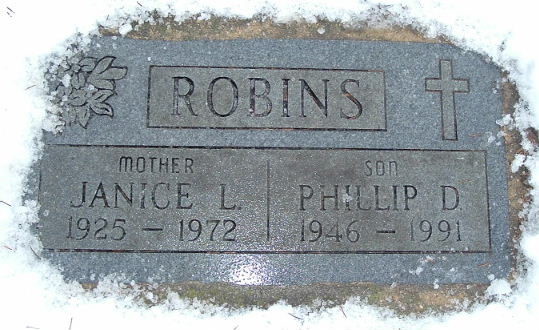 ROBINS
MOTHER SON
JANICE L. PHILLIP D.
1925 - 1972 1946 - 1991